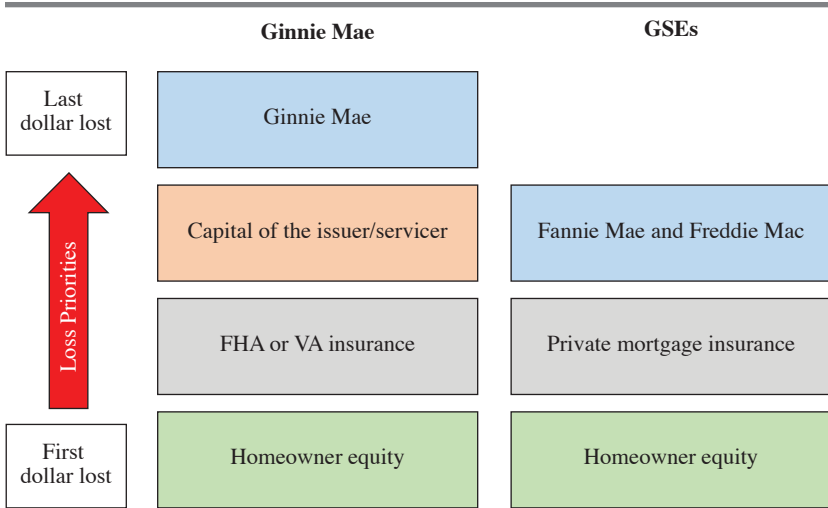 Ginnie Mae
GSEs
Last
dollar lost
Ginnie Mae
Capital of the issuer/servicer
Fannie Mae and Freddie Mac
Loss Priorities
FHA or VA insurance
Private mortgage insurance
First
dollar lost
Homeowner equity
Homeowner equity